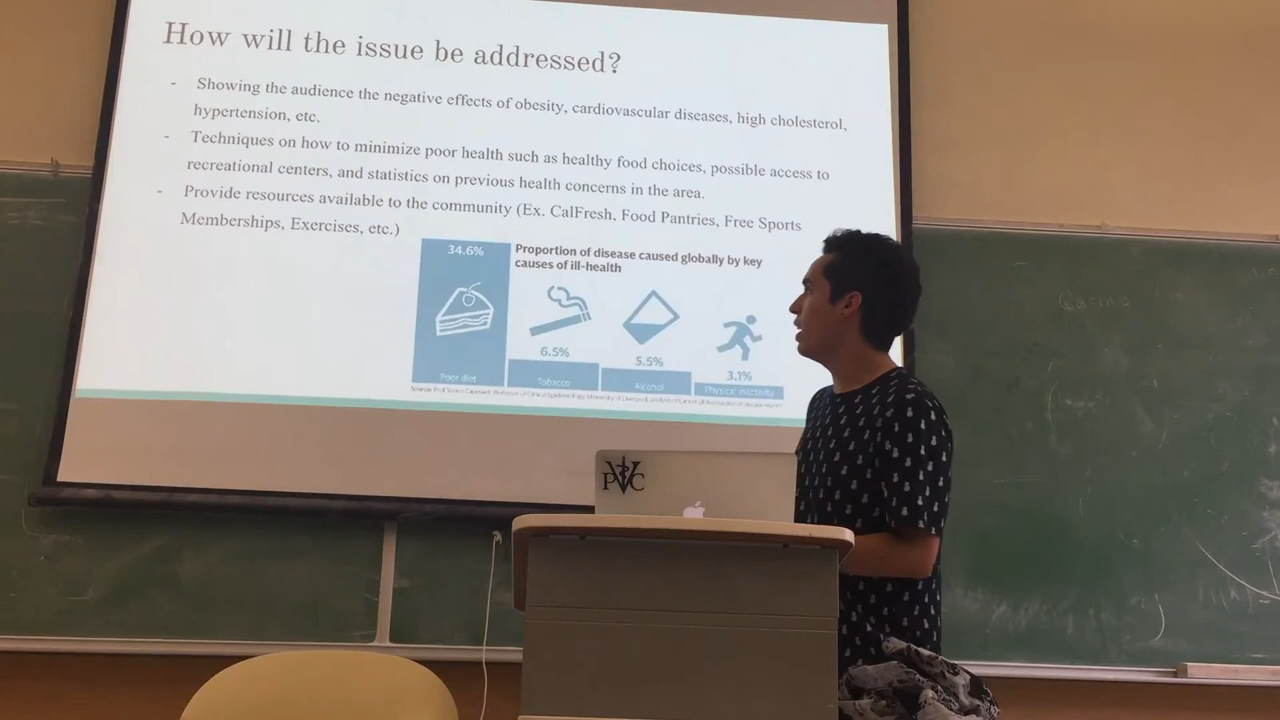 How will the issue be addressed?
- Showing the audience the negative effects of obesity, cardiovascular diseases, high cholesterol,
hypertension, etc.
- Techniques on how to minimize poor health such as healthy food choices, possible access to
recreational centers, and statistics on previous health concerns in the area.
- Provide resources available to the community (Ex. CalFresh, Food Pantries, Free Sports
Memberships, Exercises, etc.)
Proportion of disease caused globally by key
causes of ill-health
34.6%
Poor diet
6.5%
Tobacco
5.5%
Alcohol
3.1%
Physical inactivity
PVC